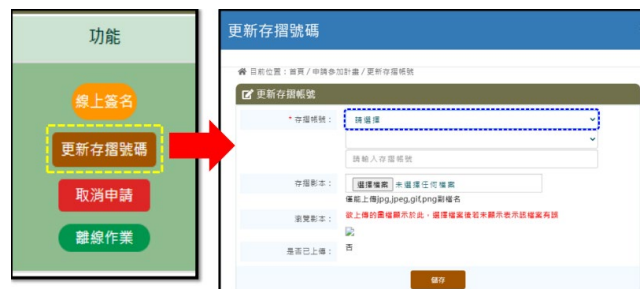 功能
線上簽名
更新存摺號碼
取消申請
離線作業
更新存摺號碼
目前位置：首頁 / 申請參加計畫 / 更新存摺帳號
更新存摺帳號
* 存摺帳號： 請選擇
請輸入存摺帳號
存摺影本： 選擇檔案 未選擇任何檔案
僅能上傳jpg,jpeg,gif,png副檔名
瀏覽影本： 欲上傳的圖檔顯示於此，選擇檔案後若未顯示表示該檔案有誤
是否已上傳： 否
儲存